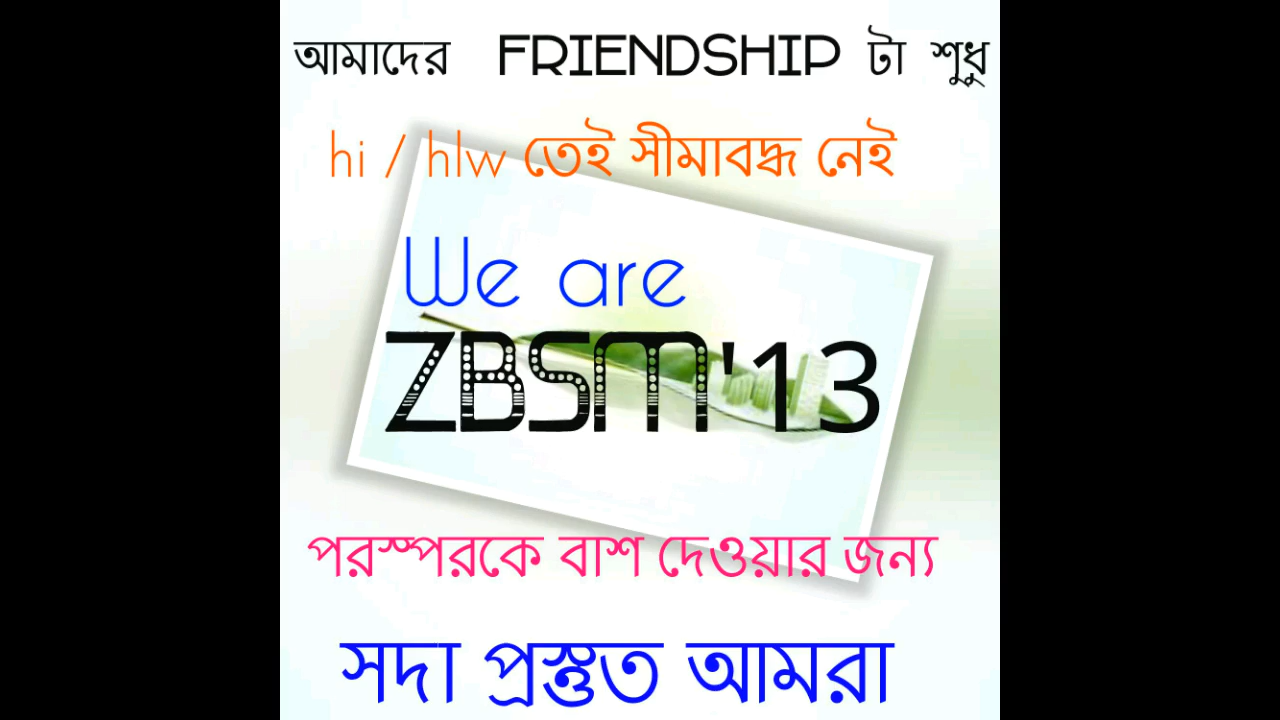 আমাদের FRIENDSHIP টা শুধু
hi / hlw তেই সীমাবদ্ধ নেই
We are
ZBSM'13
পরস্পরকে বাশ দেওয়ার জন্য
সদা প্রস্তুত আমরা